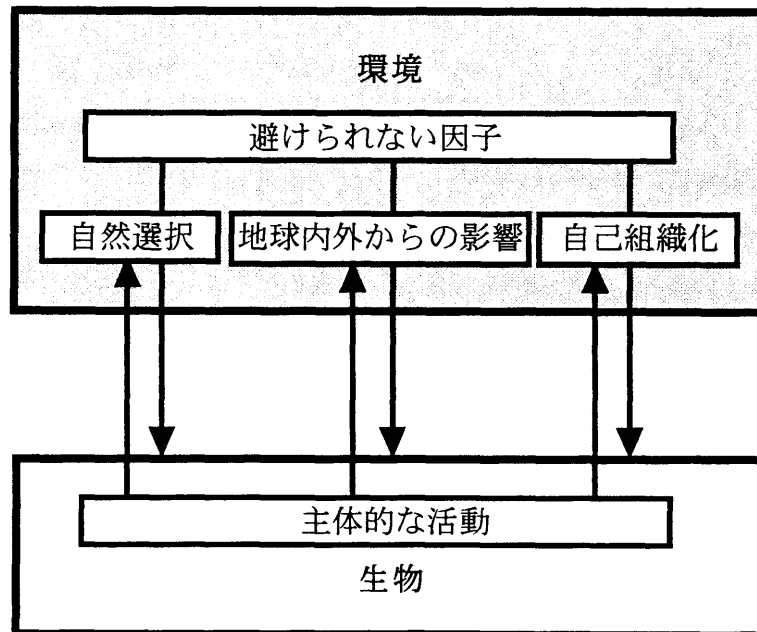 環境
避けられない因子
自然選択
地球内外からの影響
自己組織化
主体的な活動
生物